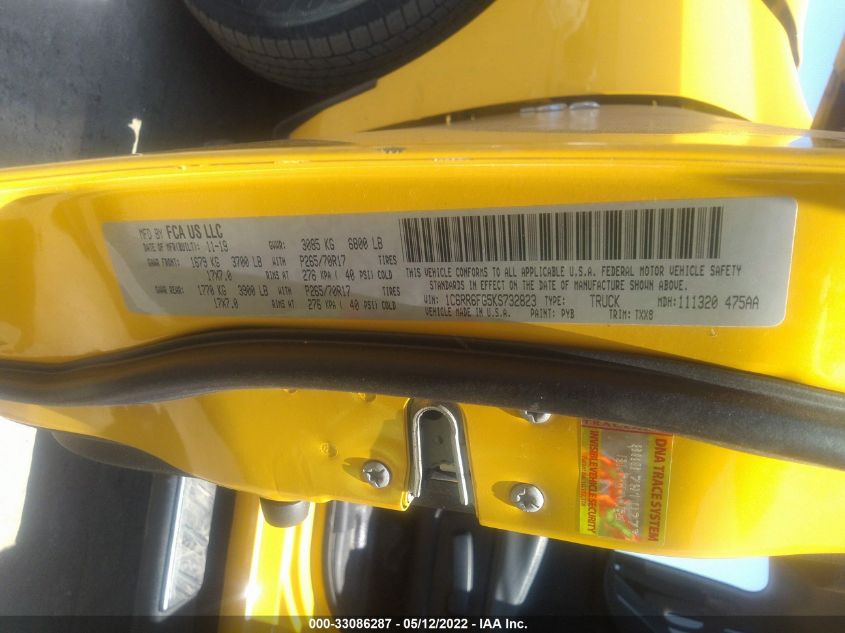 MFD BY FCA US LLC
DATE OF MFR(BUILT): 11-19 GVWR: 3085 KG 6800 LB
GAWR FRONT: 1679 KG 3700 LB WITH P265/70R17 TIRES
17X7.0 RIMS AT 276 KPA ( 40 PSI) COLD
GAWR REAR: 1770 KG 3900 LB WITH P265/70R17 TIRES
17X7.0 RIMS AT 276 KPA ( 40 PSI) COLD
THIS VEHICLE CONFORMS TO ALL APPLICABLE U.S.A. FEDERAL MOTOR VEHICLE SAFETY
STANDARDS IN EFFECT ON THE DATE OF MANUFACTURE SHOWN ABOVE.
VIN: 1C6RR6FG5KS732823 TYPE: TRUCK MDH: 111320 475AA
VEHICLE MADE IN U.S.A. PAINT: PYB TRIM: TXX8
DNA TRACE SYSTEM
INVISIBLE VEHICLE SECURITY
000-33086287 - 05/12/2022 - IAA Inc.